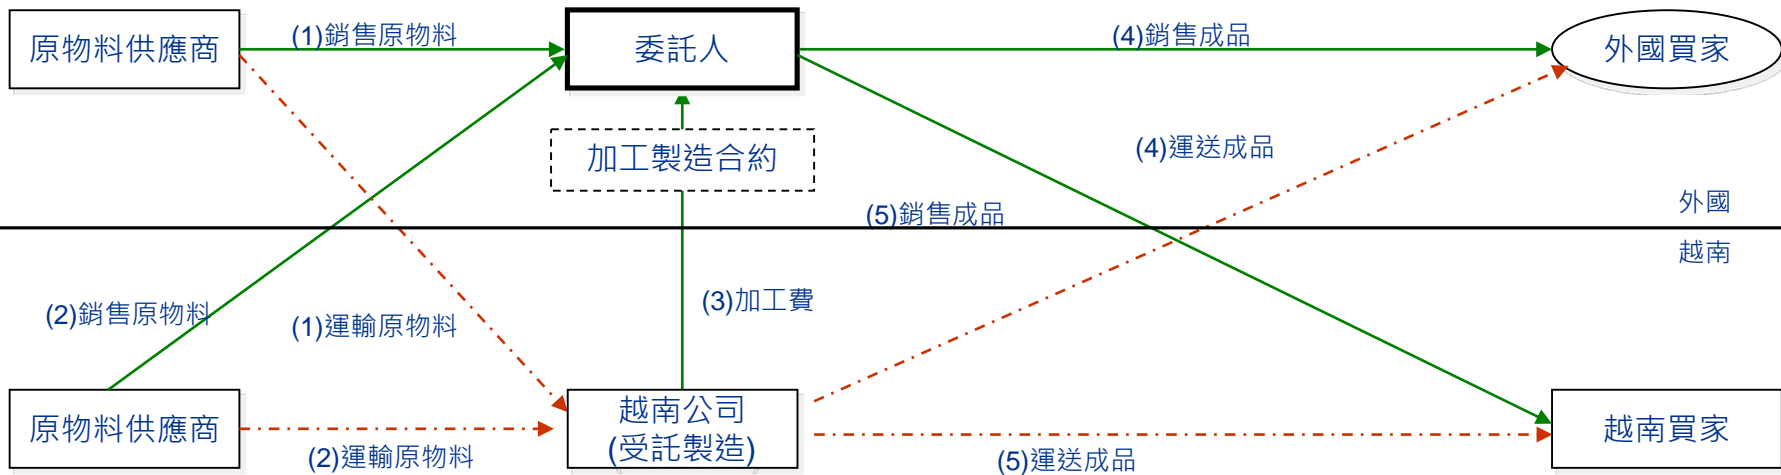 原物料供應商
(1)銷售原物料
委託人
(4)銷售成品
外國買家
加工製造合約
(4)運送成品
(5)銷售成品
外國
越南
(2)銷售原物料
(1)運輸原物料
(3)加工費
原物料供應商
(2)運輸原物料
越南公司
(受託製造)
(5)運送成品
越南買家